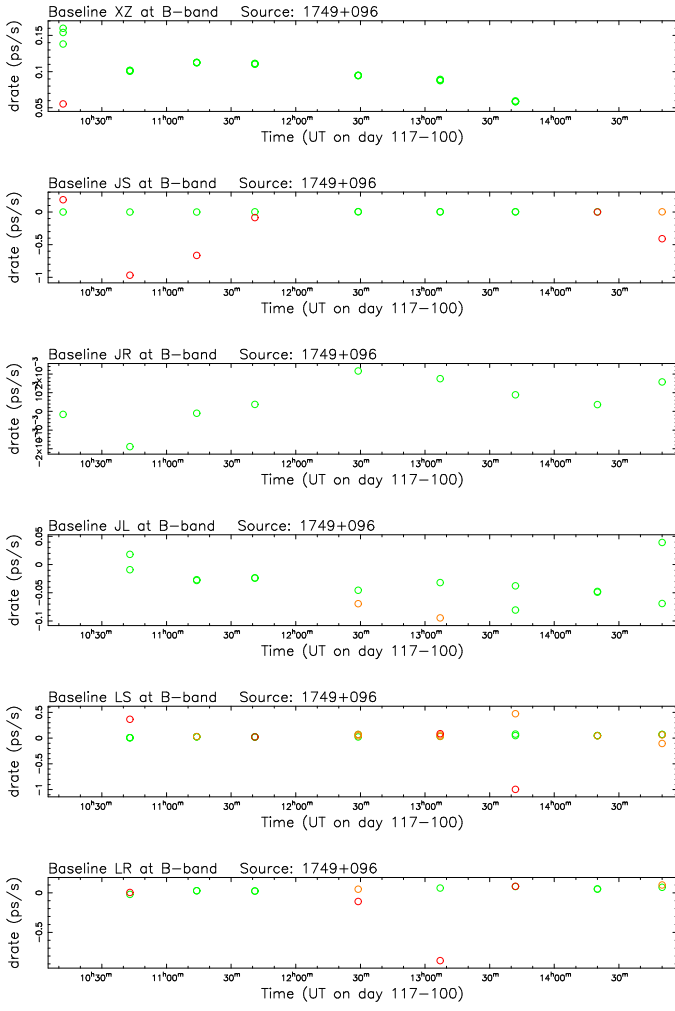 Baseline XZ at B-band Source: 1749+096
drate (ps/s)
0.05 0.1 0.15
10h30m 11h00m 30m 12h00m 30m 13h00m 30m 14h00m 30m
Time (UT on day 117-100)
Baseline JS at B-band Source: 1749+096
drate (ps/s)
-1 -0.5 0
10h30m 11h00m 30m 12h00m 30m 13h00m 30m 14h00m 30m
Time (UT on day 117-100)
Baseline JR at B-band Source: 1749+096
drate (ps/s)
10h30m 11h00m 30m 12h00m 30m 13h00m 30m 14h00m 30m
Time (UT on day 117-100)
Baseline JL at B-band Source: 1749+096
drate (ps/s)
-0.1 -0.05 0 0.05
10h30m 11h00m 30m 12h00m 30m 13h00m 30m 14h00m 30m
Time (UT on day 117-100)
Baseline LS at B-band Source: 1749+096
drate (ps/s)
-1 -0.5 0 0.5
10h30m 11h00m 30m 12h00m 30m 13h00m 30m 14h00m 30m
Time (UT on day 117-100)
Baseline LR at B-band Source: 1749+096
drate (ps/s)
-0.5 0
10h30m 11h00m 30m 12h00m 30m 13h00m 30m 14h00m 30m
Time (UT on day 117-100)